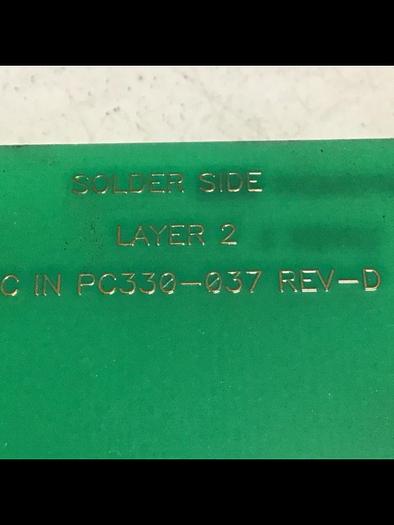 SOLDER SIDE
LAYER 2
C IN PC330-037 REV-D